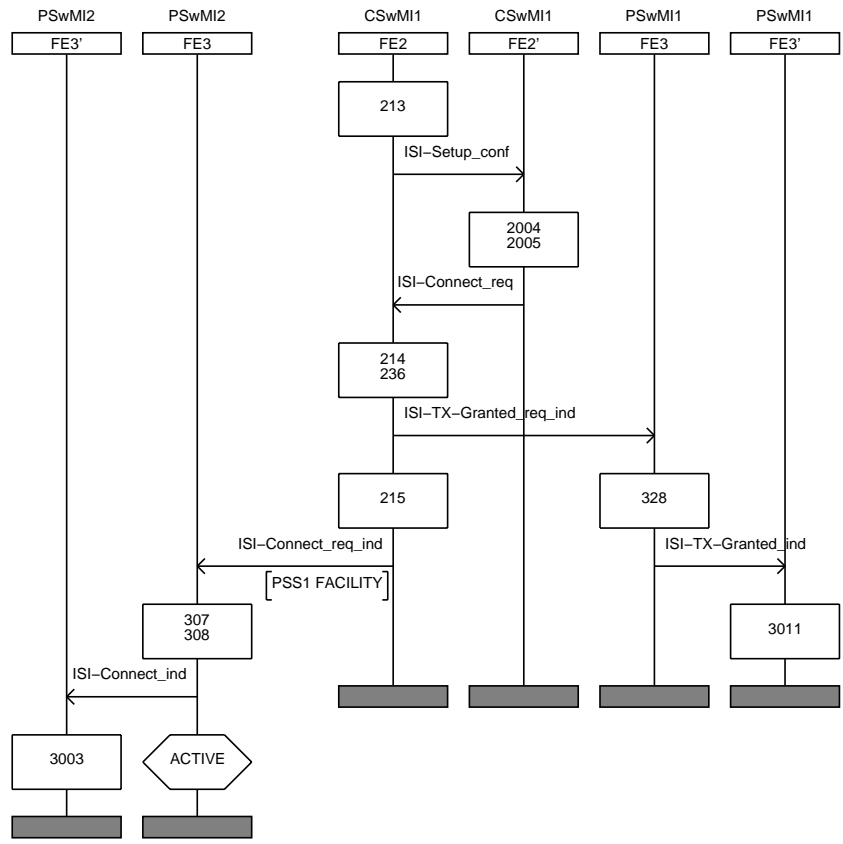 PSwMI2 PSwMI2 CSwMI1 CSwMI1 PSwMI1 PSwMI1
FE3' FE3 FE2 FE2' FE3 FE3'
213
ISI–Setup_conf
2004
2005
ISI–Connect_req
214
236
ISI–TX–Granted_req_ind
215 328
ISI–Connect_req_ind ISI–TX–Granted_ind
[PSS1 FACILITY]
307
308
3011
ISI–Connect_ind
3003 ACTIVE